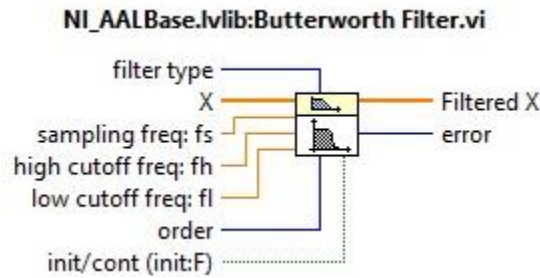 NI_AALBase.lvlib:Butterworth Filter.vi
filter type
X
Filtered X
sampling freq: fs
error
high cutoff freq: fh
low cutoff freq: fl
order
init/cont (init:F)